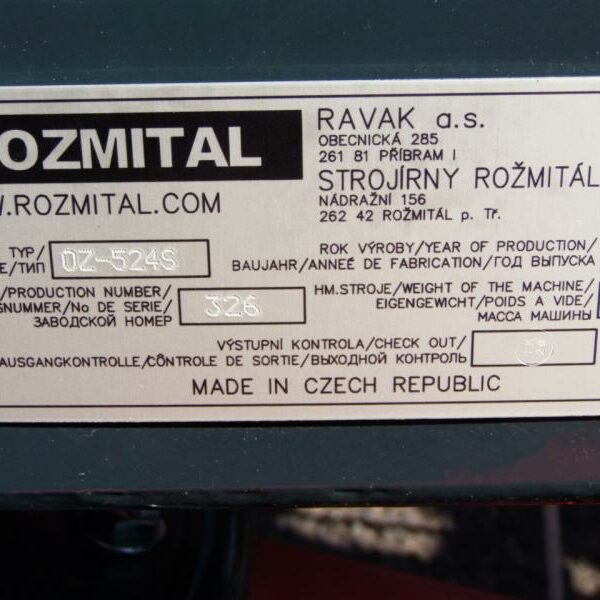 OZMITAL
RAVAK a.s.
OBECNICKÁ 285
261 81 PŘÍBRAM I
W.ROZMITAL.COM
STROJÍRNY ROŽMITÁL
NÁDRAŽNÍ 156
262 42 ROŽMITÁL p. Tř.
TYP/
E/ТИП OZ-524S
ROK VÝROBY/YEAR OF PRODUCTION/
BAUJAHR/ANNEÉ DE FABRICATION/ГОД ВЫПУСКА
/PRODUCTION NUMBER/
SNUMMER/No DE SERIE/
ЗАВОДСКОЙ НОМЕР 326
HM.STROJE/WEIGHT OF THE MACHINE/
EIGENGEWICHT/POIDS A VIDE/
МАССА МАШИНЫ
VÝSTUPNÍ KONTROLA/CHECK OUT/
AUSGANGKONTROLLE/CÔNTROLE DE SORTIE/ВЫХОДНОЙ КОНТРОЛЬ
MADE IN CZECH REPUBLIC